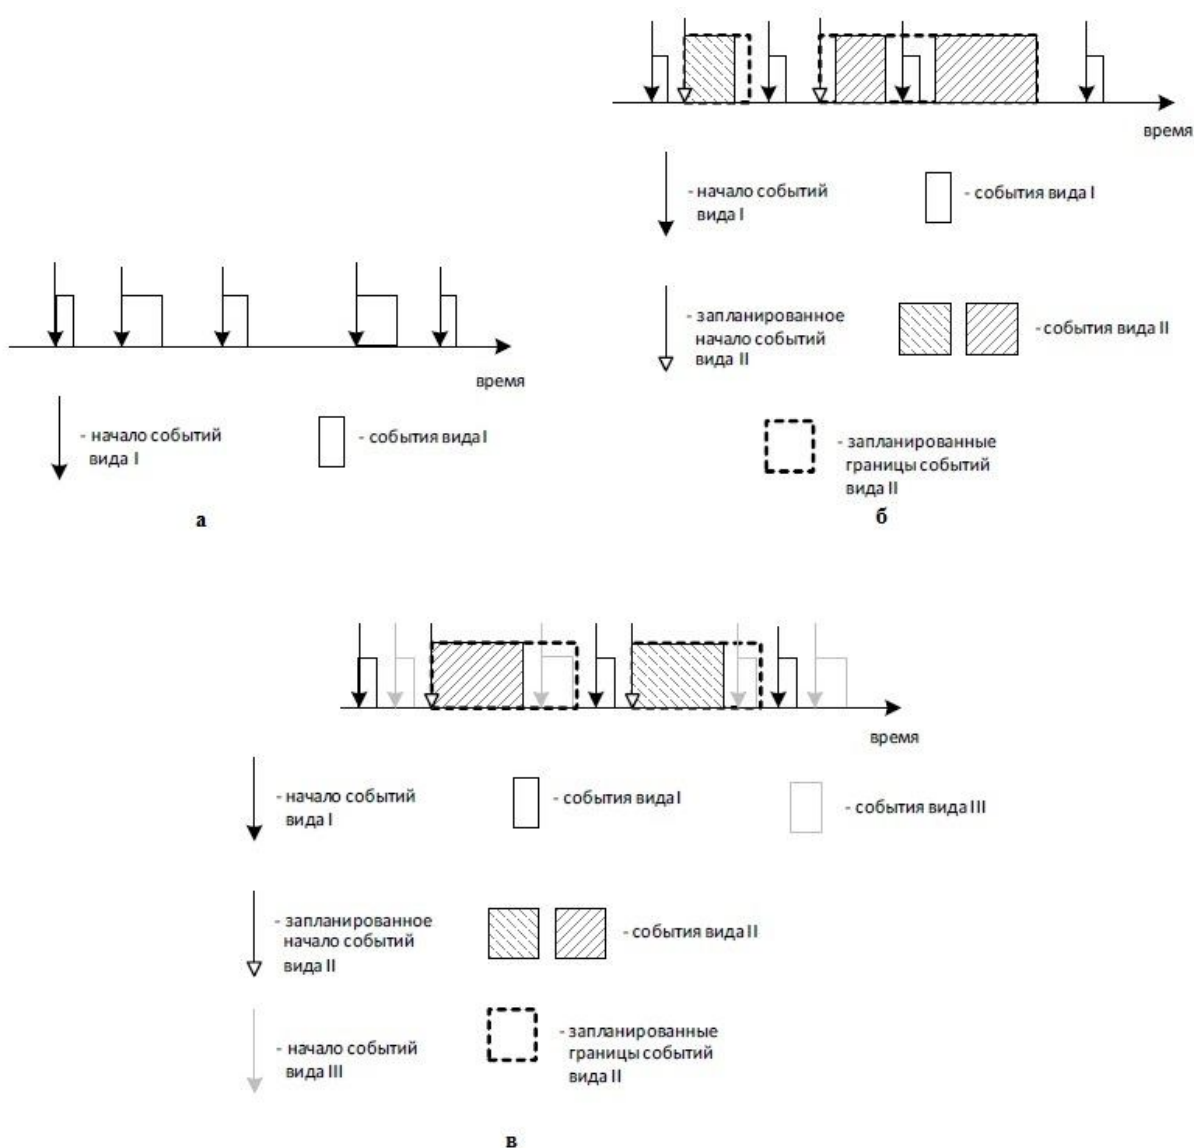 время
- начало событий
вида I
- события вида I
а
время
- начало событий
вида I
- события вида I
- запланированное
начало событий
вида II
- события вида II
- запланированные
границы событий
вида II
б
время
- начало событий
вида I
- события вида I
- события вида III
- запланированное
начало событий
вида II
- события вида II
- начало событий
вида III
- запланированные
границы событий
вида II
в